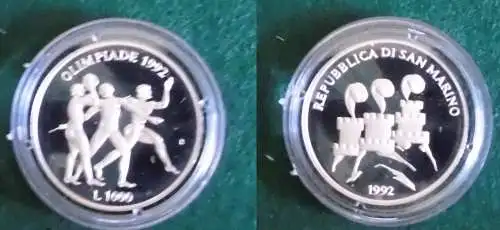 OLIMPIADE 1992
L. 1000
REPUBBLICA DI SAN MARINO
1992